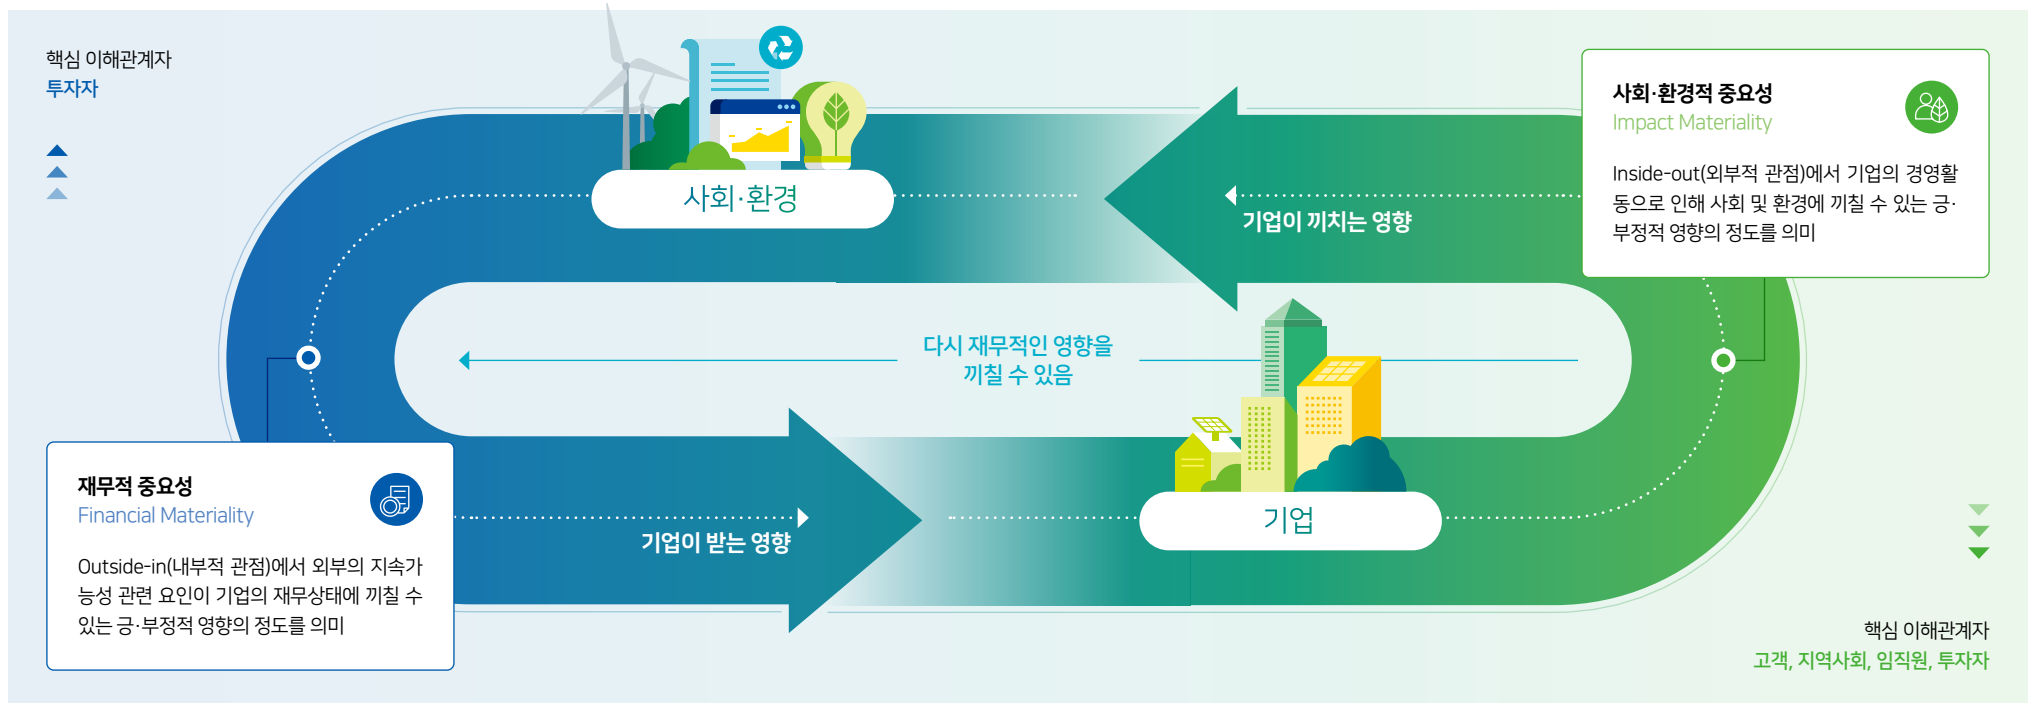 핵심 이해관계자
투자자
사회·환경
기업이 끼치는 영향
사회·환경적 중요성
Impact Materiality
Inside-out(외부적 관점)에서 기업의 경영활
동으로 인해 사회 및 환경에 끼칠 수 있는 긍·
부정적 영향의 정도를 의미
다시 재무적인 영향을
끼칠 수 있음
재무적 중요성
Financial Materiality
Outside-in(내부적 관점)에서 외부의 지속가
능성 관련 요인이 기업의 재무상태에 끼칠 수
있는 긍·부정적 영향의 정도를 의미
기업이 받는 영향
기업
핵심 이해관계자
고객, 지역사회, 임직원, 투자자